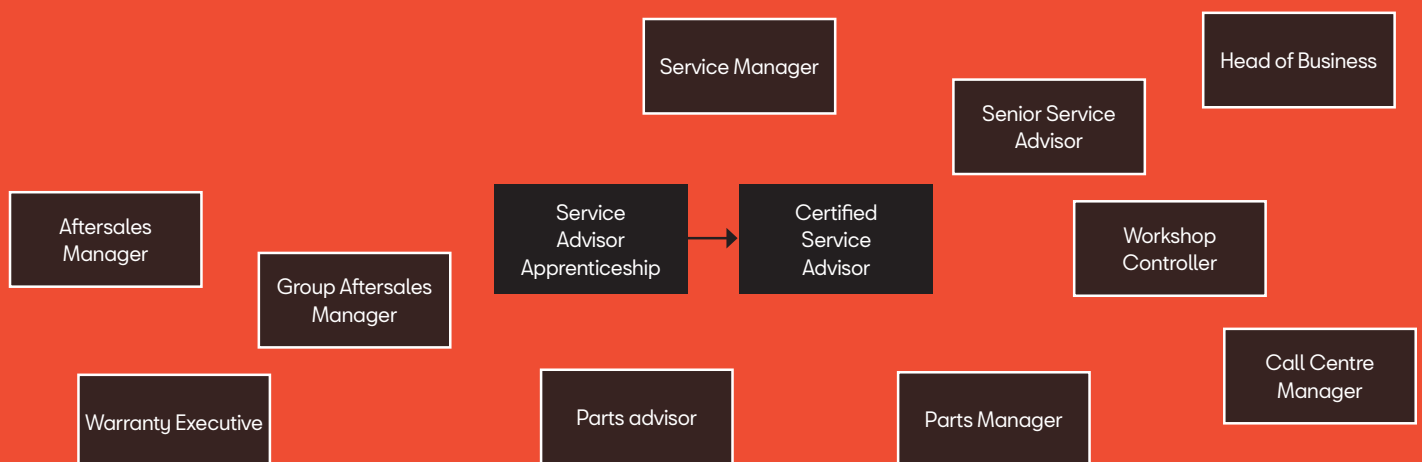 Service Manager
Head of Business
Senior Service
Advisor
Aftersales
Manager
Group Aftersales
Manager
Service
Advisor
Apprenticeship
Certified
Service
Advisor
Workshop
Controller
Call Centre
Manager
Warranty Executive
Parts advisor
Parts Manager